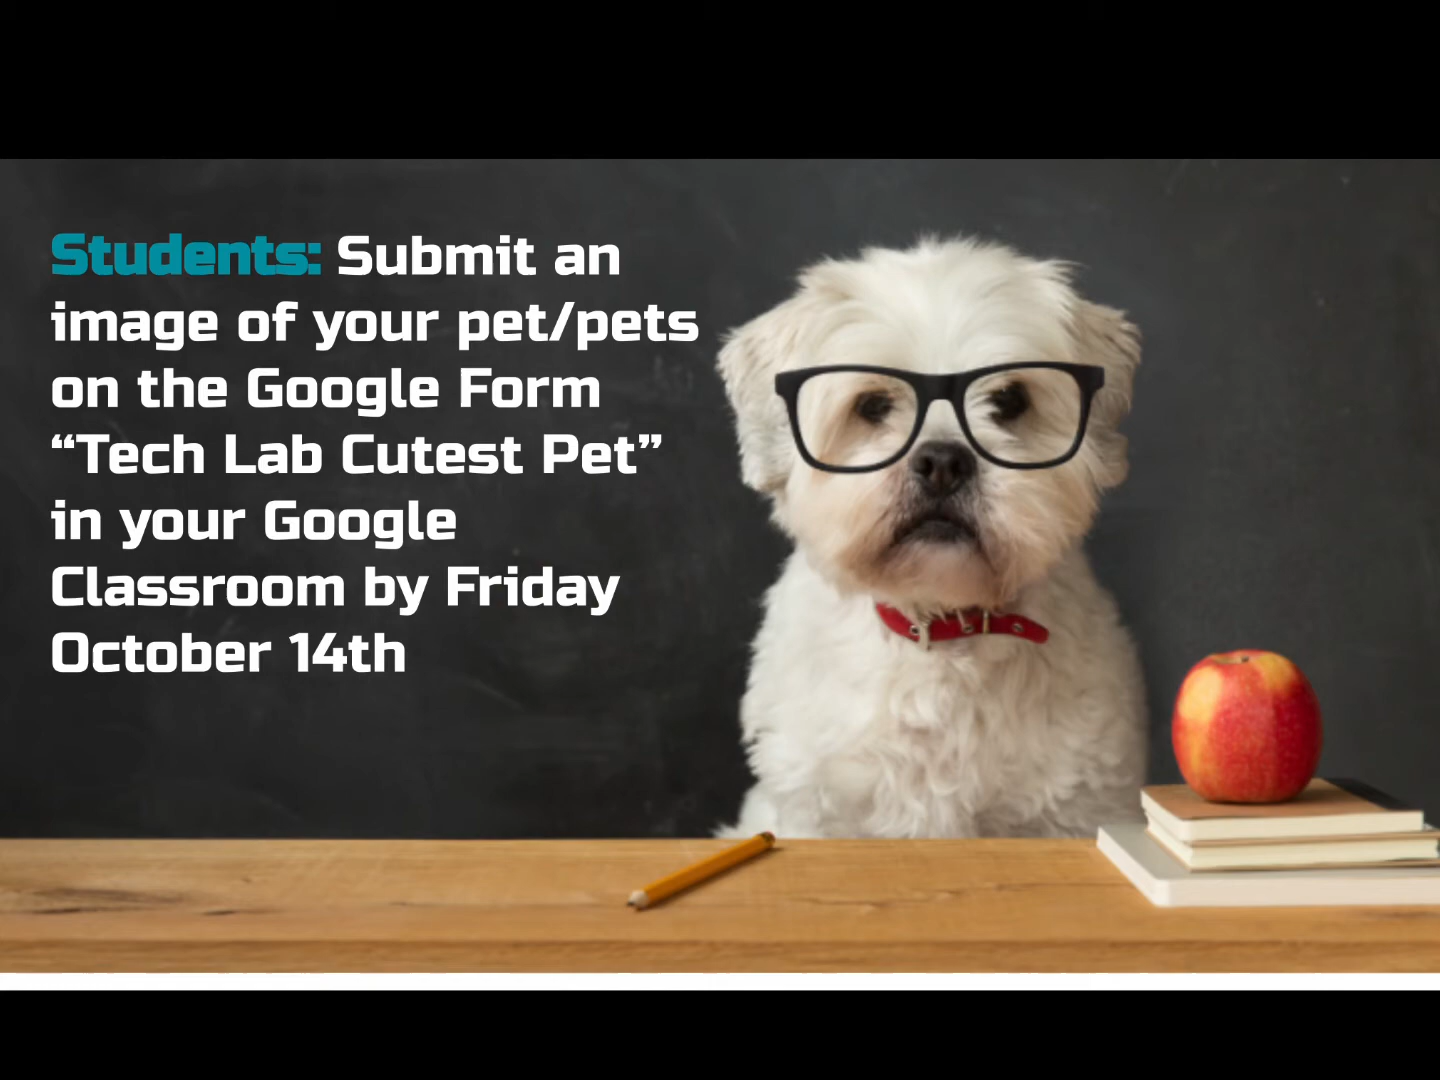 Students: Submit an
image of your pet/pets
on the Google Form
“Tech Lab Cutest Pet”
in your Google
Classroom by Friday
October 14th